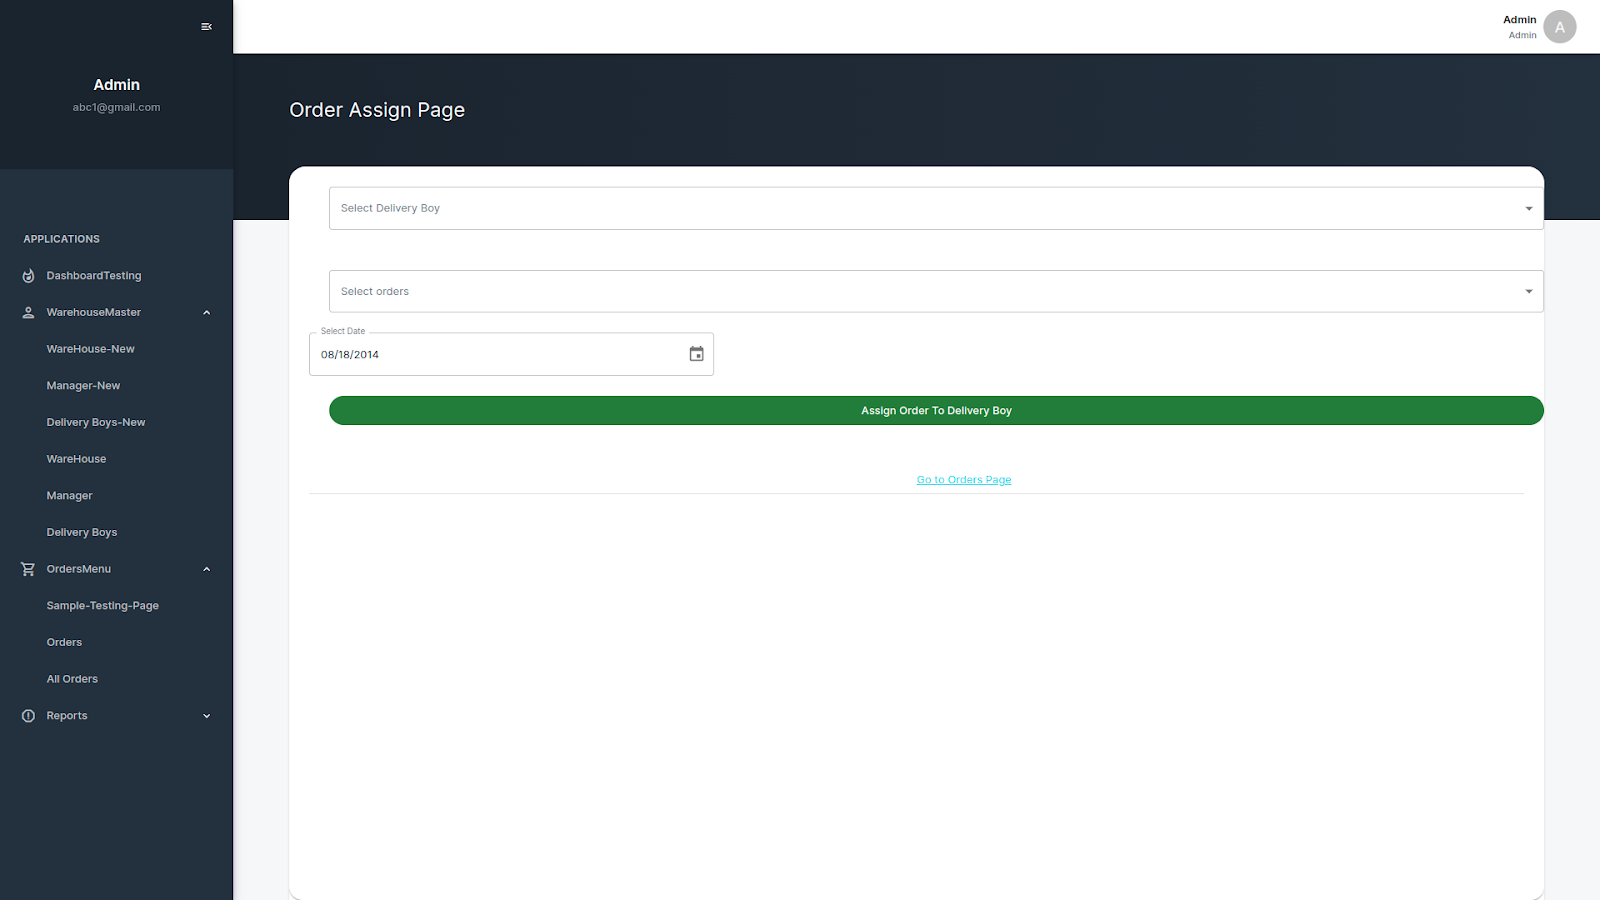 Admin
abc1@gmail.com
APPLICATIONS
DashboardTesting
WarehouseMaster
WareHouse-New
Manager-New
Delivery Boys-New
WareHouse
Manager
Delivery Boys
OrdersMenu
Sample-Testing-Page
Orders
All Orders
Reports
Admin
Admin
A
Order Assign Page
Select Delivery Boy
Select orders
Select Date
08/18/2014
Assign Order To Delivery Boy
Go to Orders Page